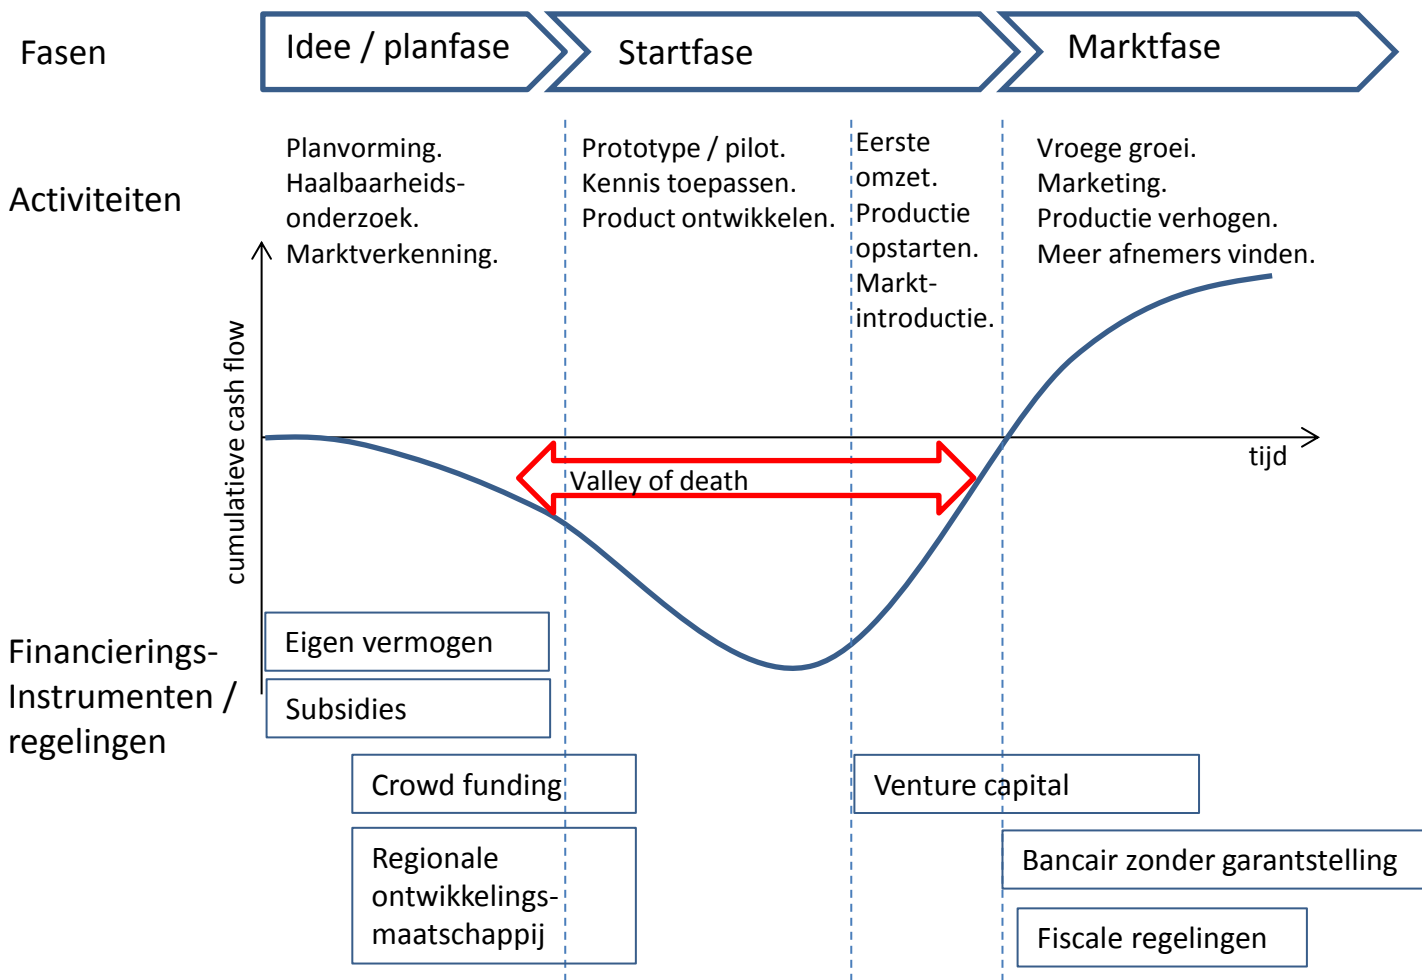 Fasen
Idee / planfase
Startfase
Marktfase
Activiteiten
Planvorming.
Haalbaarheids-
onderzoek.
Marktverkenning.
Prototype / pilot.
Kennis toepassen.
Product ontwikkelen.
Eerste
omzet.
Productie
opstarten.
Markt-
introductie.
Vroege groei.
Marketing.
Productie verhogen.
Meer afnemers vinden.
cumulatieve cash flow
tijd
Valley of death
Financierings-
Instrumenten /
regelingen
Eigen vermogen
Subsidies
Crowd funding
Regionale
ontwikkelings-
maatschappij
Venture capital
Bancair zonder garantstelling
Fiscale regelingen